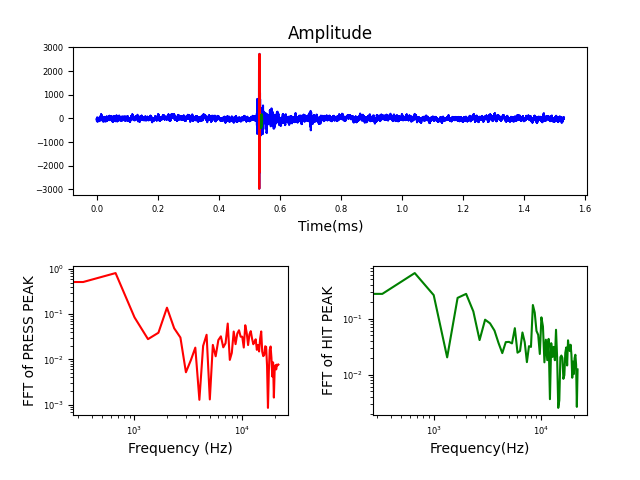 Amplitude
3000
2000
1000
0
−1000
−2000
−3000
0.0 0.2 0.4 0.6 0.8 1.0 1.2 1.4 1.6
Time(ms)
FFT of PRESS PEAK
10⁰
10⁻¹
10⁻²
10⁻³
10³ 10⁴
Frequency (Hz)
FFT of HIT PEAK
10⁻¹
10⁻²
10³ 10⁴
Frequency(Hz)